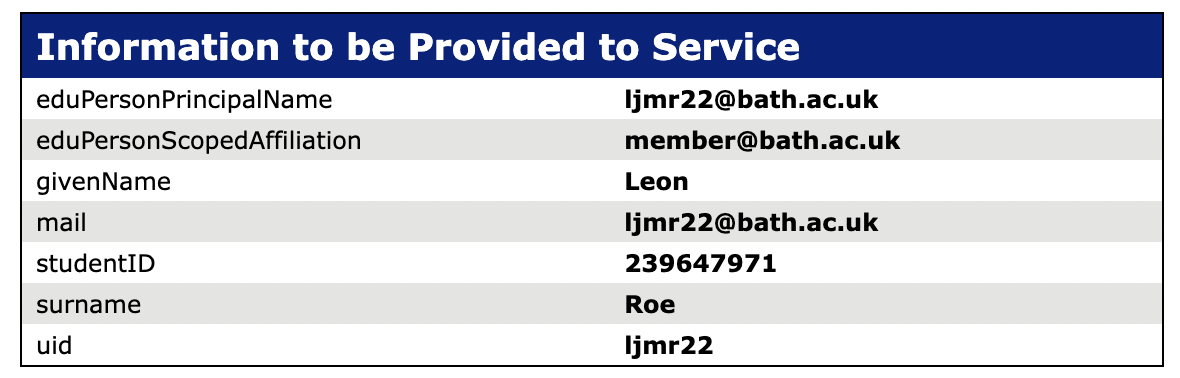 Information to be Provided to Service
eduPersonPrincipalName ljmr22@bath.ac.uk
eduPersonScopedAffiliation member@bath.ac.uk
givenName Leon
mail ljmr22@bath.ac.uk
studentID 239647971
surname Roe
uid ljmr22